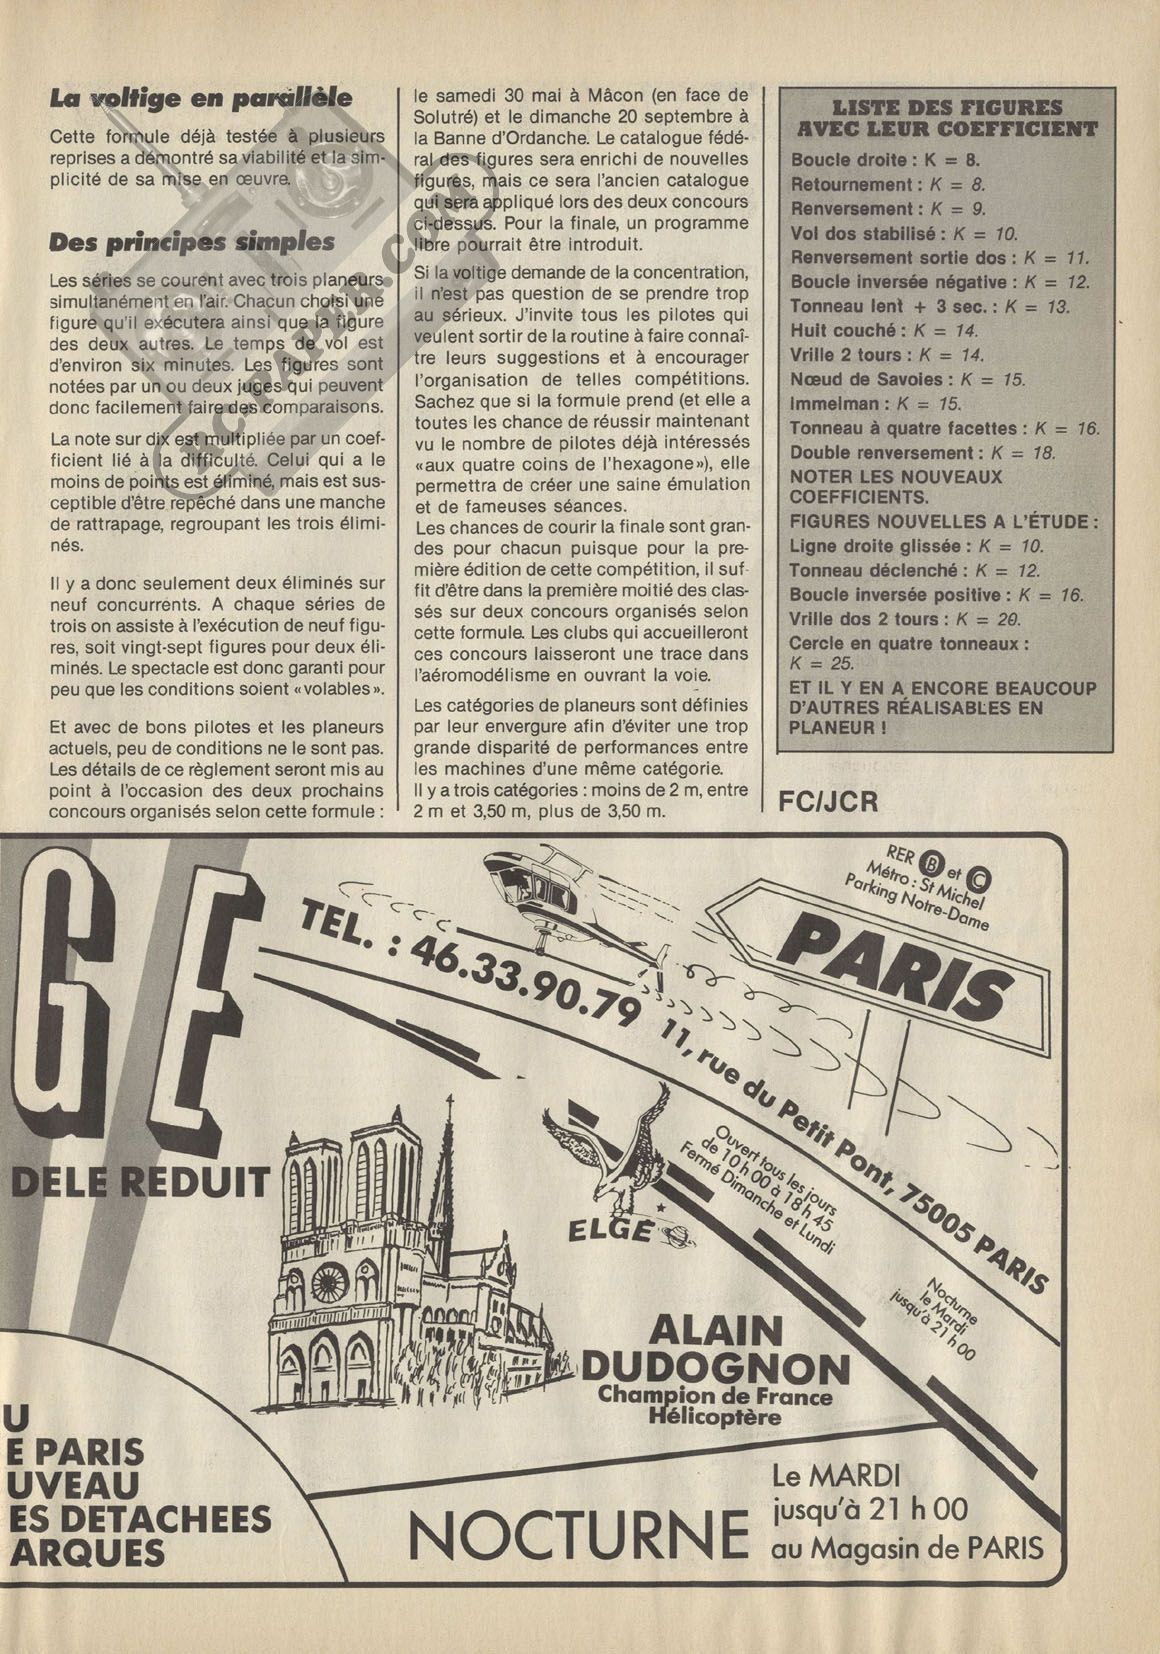 La voltige en parallèle
Cette formule déjà testée à plusieurs
reprises a démontré sa viabilité et la sim-
plicité de sa mise en œuvre.
Des principes simples
Les séries se courent avec trois planeurs
simultanément en l'air. Chacun choisi une
figure qu'il exécutera ainsi que la figure
des deux autres. Le temps de vol est
d'environ six minutes. Les figures sont
notées par un ou deux juges qui peuvent
donc facilement faire des comparaisons.
La note sur dix est multipliée par un coef-
ficient lié à la difficulté. Celui qui a le
moins de points est éliminé, mais est sus-
ceptible d'être repêché dans une manche
de rattrapage, regroupant les trois élimi-
nés.
Il y a donc seulement deux éliminés sur
neuf concurrents. A chaque séries de
trois on assiste à l'exécution de neuf figu-
res, soit vingt-sept figures pour deux éli-
minés. Le spectacle est donc garanti pour
peu que les conditions soient «volables».
Et avec de bons pilotes et les planeurs
actuels, peu de conditions ne le sont pas.
Les détails de ce règlement seront mis au
point à l'occasion des deux prochains
concours organisés selon cette formule :
le samedi 30 mai à Mâcon (en face de
Solutré) et le dimanche 20 septembre à
la Banne d'Ordanche. Le catalogue fédé-
ral des figures sera enrichi de nouvelles
figures, mais ce sera l'ancien catalogue
qui sera appliqué lors des deux concours
ci-dessus. Pour la finale, un programme
libre pourrait être introduit.
Si la voltige demande de la concentration,
il n'est pas question de se prendre trop
au sérieux. J'invite tous les pilotes qui
veulent sortir de la routine à faire connaî-
tre leurs suggestions et à encourager
l'organisation de telles compétitions.
Sachez que si la formule prend (et elle a
toutes les chance de réussir maintenant
vu le nombre de pilotes déjà intéressés
«aux quatre coins de l'hexagone»), elle
permettra de créer une saine émulation
et de fameuses séances.
Les chances de courir la finale sont gran-
des pour chacun puisque pour la pre-
mière édition de cette compétition, il suf-
fit d'être dans la première moitié des clas-
sés sur deux concours organisés selon
cette formule. Les clubs qui accueilleront
ces concours laisseront une trace dans
l'aéromodélisme en ouvrant la voie.
Les catégories de planeurs sont définies
par leur envergure afin d'éviter une trop
grande disparité de performances entre
les machines d'une même catégorie.
Il y a trois catégories : moins de 2 m, entre
2 m et 3,50 m, plus de 3,50 m.
LISTE DES FIGURES
AVEC LEUR COEFFICIENT
Boucle droite : K = 8.
Retournement : K = 8.
Renversement : K = 9.
Vol dos stabilisé : K = 10.
Renversement sortie dos : K = 11.
Boucle inversée négative : K = 12.
Tonneau lent + 3 sec. : K = 13.
Huit couché : K = 14.
Vrille 2 tours : K = 14.
Nœud de Savoies : K = 15.
Immelman : K = 15.
Tonneau à quatre facettes : K = 16.
Double renversement : K = 18.
NOTER LES NOUVEAUX
COEFFICIENTS.
FIGURES NOUVELLES A L'ÉTUDE :
Ligne droite glissée : K = 10.
Tonneau déclenché : K = 12.
Boucle inversée positive : K = 16.
Vrille dos 2 tours : K = 20.
Cercle en quatre tonneaux :
K = 25.
ET IL Y EN A ENCORE BEAUCOUP
D'AUTRES RÉALISABLES EN
PLANEUR !
FC/JCR
RC-PAPER.COM
GE
DELE REDUIT
TEL. : 46.33.90.79
11, rue du Petit Pont, 75005 PARIS
RER B et C
Métro : St Michel
Parking Notre-Dame
PARIS
Ouvert tous les jours
de 10 h 00 à 18 h 45
Fermé Dimanche et Lundi
Nocturne
le Mardi
jusqu'à 21 h 00
ELGE
ALAIN
DUDOGNON
Champion de France
Hélicoptère
U
E PARIS
UVEAU
ES DETACHEES
ARQUES
NOCTURNE
Le MARDI
jusqu'à 21 h 00
au Magasin de PARIS